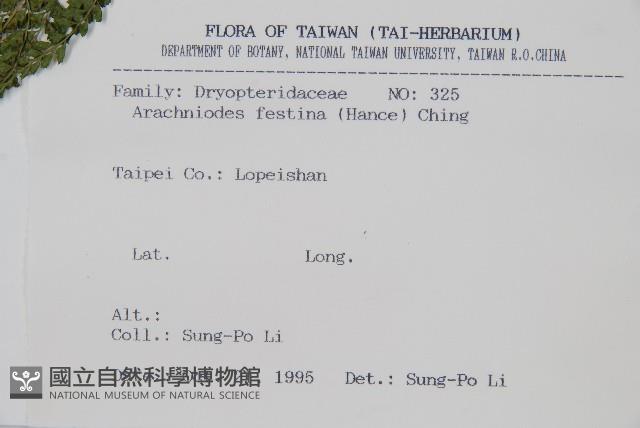 FLORA OF TAIWAN (TAI-HERBARIUM)
DEPARTMENT OF BOTANY, NATIONAL TAIWAN UNIVERSITY, TAIWAN R.O.CHINA
Family: Dryopteridaceae NO: 325
Arachniodes festina (Hance) Ching
Taipei Co.: Lopeishan
Lat. Long.
Alt.:
Coll.: Sung-Po Li
1995 Det.: Sung-Po Li
國立自然科學博物館
NATIONAL MUSEUM OF NATURAL SCIENCE